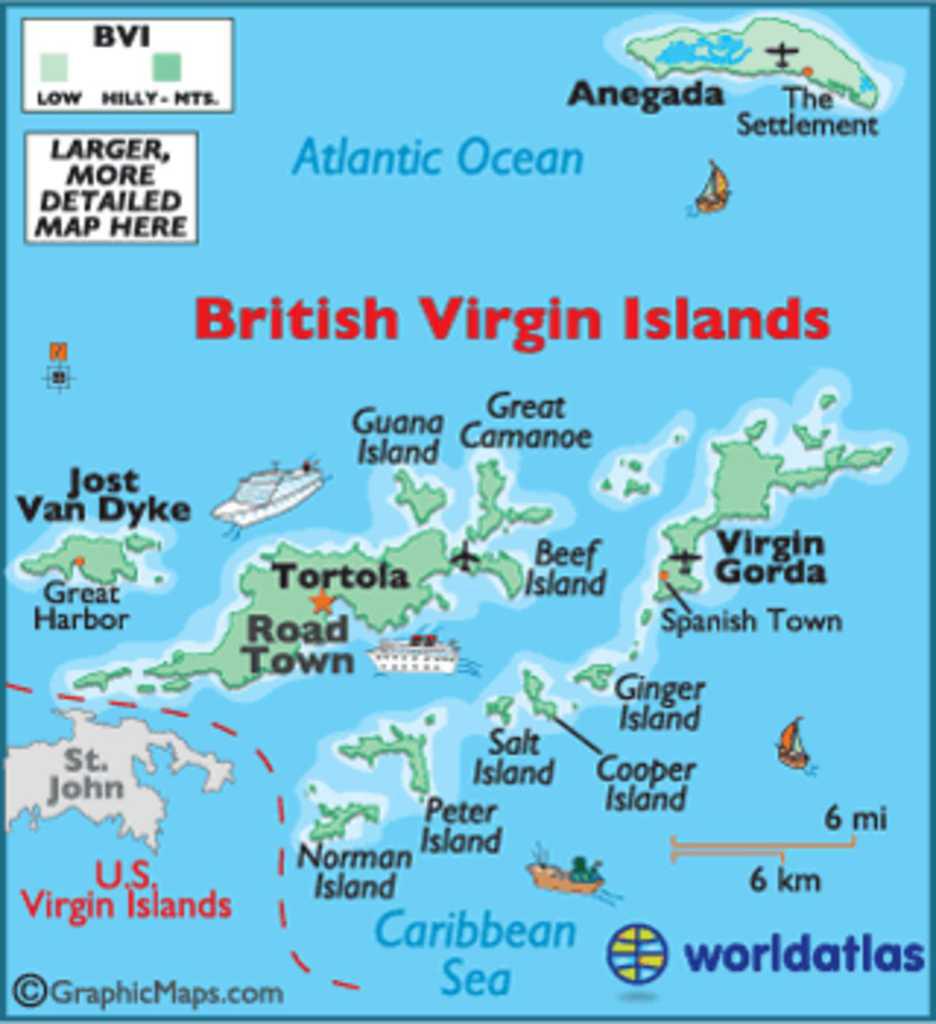 BVI
LOW HILLY - MTS.
LARGER,
MORE
DETAILED
MAP HERE
Anegada
The
Settlement
Atlantic Ocean
British Virgin Islands
N
Guana
Island
Great
Camanoe
Jost
Van Dyke
Great
Harbor
Tortola
Road
Town
Beef
Island
Virgin
Gorda
Spanish Town
Ginger
Island
Salt
Island
Cooper
Island
St.
John
Peter
Island
Norman
Island
U.S.
Virgin Islands
6 mi
6 km
Caribbean
Sea
worldatlas
©GraphicMaps.com